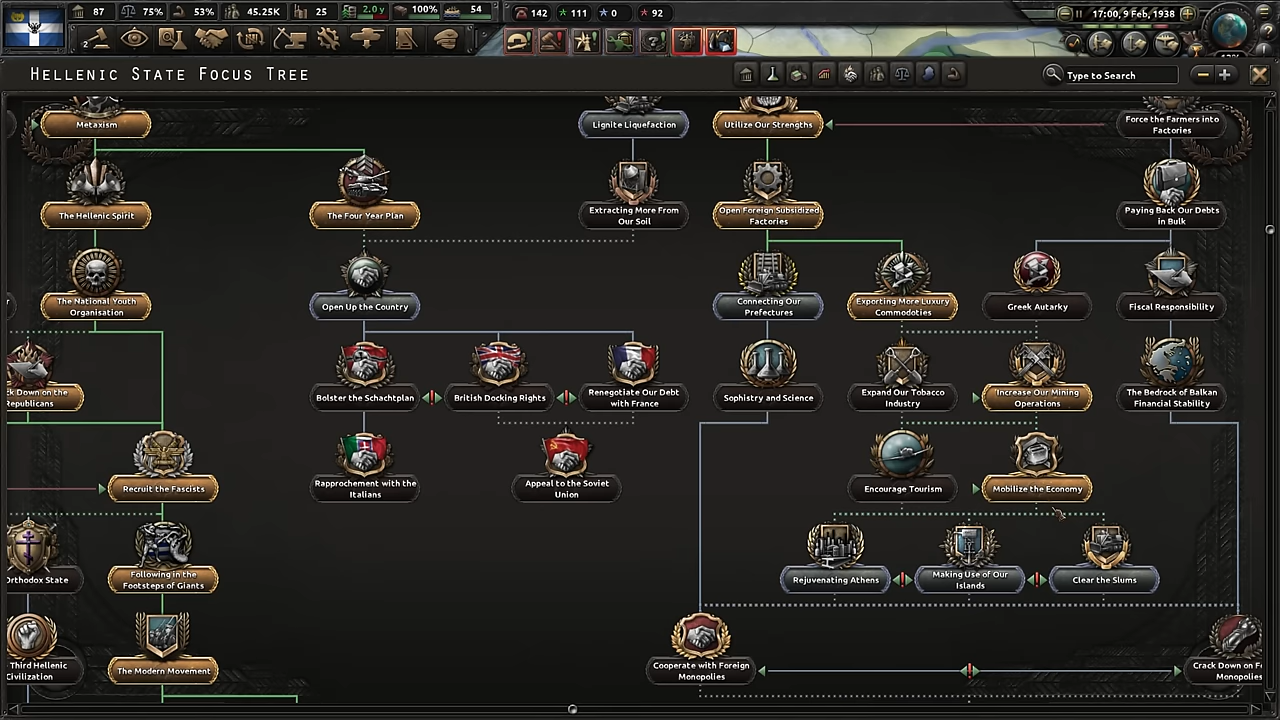 87 75% 53% 45.25K 25 2.0 y 100% 54 142 111 0 92 17:00, 9 Feb, 1938
Hellenic State Focus Tree
Type to Search
Metaxism
Lignite Liquefaction
Utilize Our Strengths
Force the Farmers into
Factories
The Hellenic Spirit
The Four Year Plan
Extracting More From
Our Soil
Open Foreign Subsidized
Factories
Paying Back Our Debts
in Bulk
The National Youth
Organisation
Open Up the Country
Connecting Our
Prefectures
Exporting More Luxury
Commodoties
Greek Autarky
Fiscal Responsibility
ck Down on the
Republicans
Bolster the Schachtplan
British Docking Rights
Renegotiate Our Debt
with France
Sophistry and Science
Expand Our Tobacco
Industry
Increase Our Mining
Operations
The Bedrock of Balkan
Financial Stability
Recruit the Fascists
Rapprochement with the
Italians
Appeal to the Soviet
Union
Encourage Tourism
Mobilize the Economy
Orthodox State
Following in the
Footsteps of Giants
Rejuvenating Athens
Making Use of Our
Islands
Clear the Slums
Third Hellenic
Civilization
The Modern Movement
Cooperate with Foreign
Monopolies
Crack Down on Fo
Monopolies